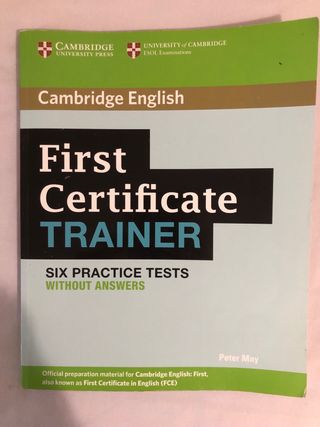 CAMBRIDGE
UNIVERSITY PRESS
UNIVERSITY of CAMBRIDGE
ESOL Examinations
Cambridge English
First
Certificate
TRAINER
SIX PRACTICE TESTS
WITHOUT ANSWERS
Peter May
Official preparation material for Cambridge English: First,
also known as First Certificate in English (FCE)